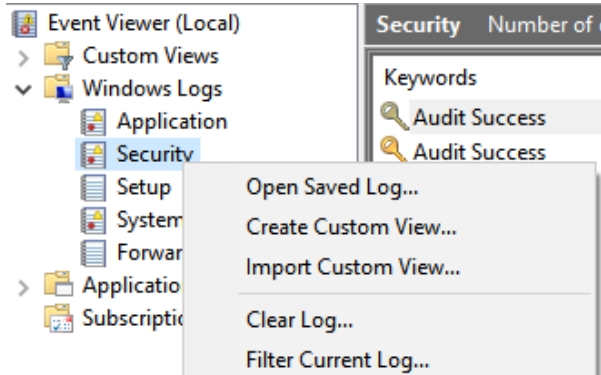 Event Viewer (Local)
Custom Views
Windows Logs
Application
Security
Setup
System
Forwar
Applicatio
Subscriptio
Security Number of
Keywords
Audit Success
Audit Success
Open Saved Log...
Create Custom View...
Import Custom View...
Clear Log...
Filter Current Log...